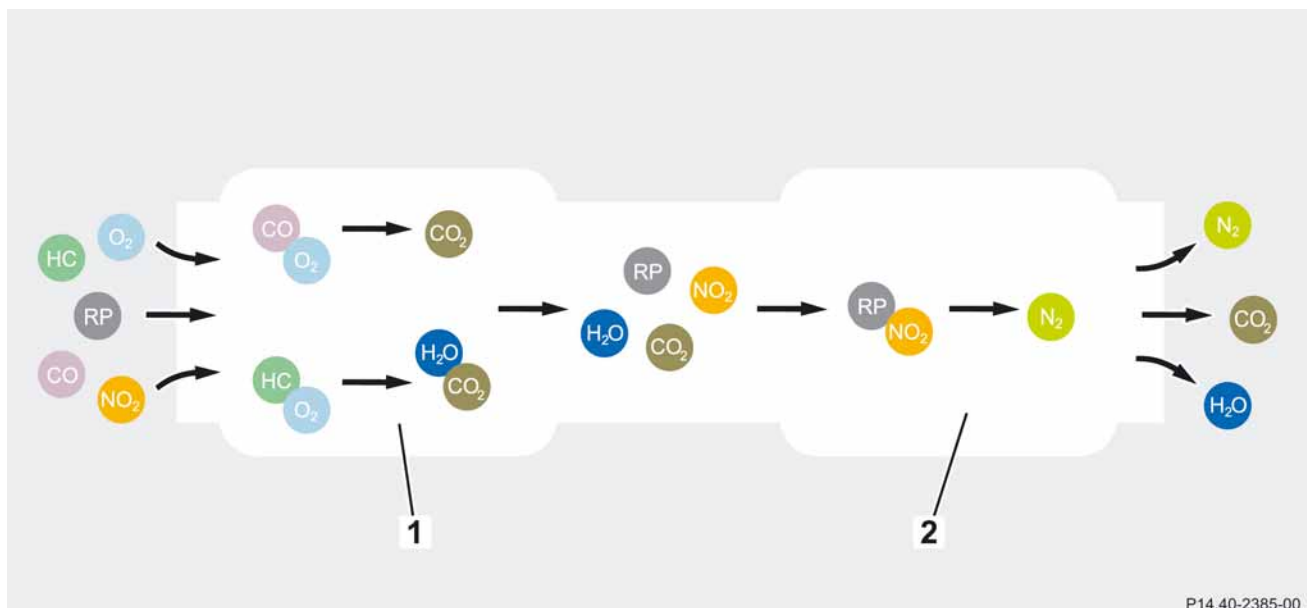 HC
O₂
RP
CO
NO₂
CO
O₂
CO₂
HC
O₂
H₂O
CO₂
RP
NO₂
H₂O
CO₂
RP
NO₂
N₂
N₂
CO₂
H₂O
1
2
P14.40-2385-00